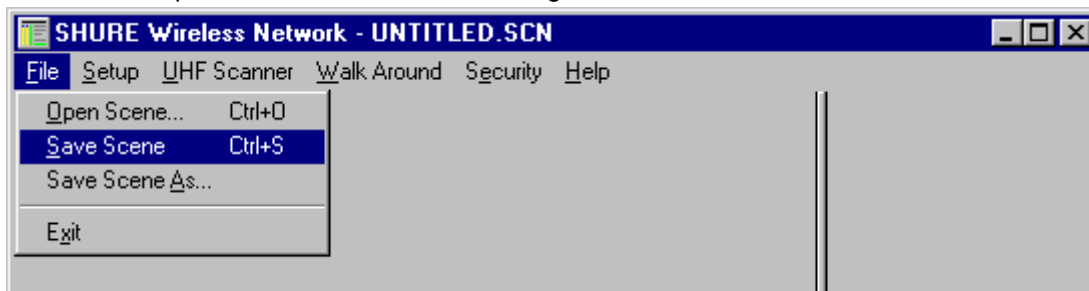 SHURE Wireless Network - UNTITLED.SCN
File Setup UHF Scanner Walk Around Security Help
Open Scene... Ctrl+O
Save Scene Ctrl+S
Save Scene As...
Exit